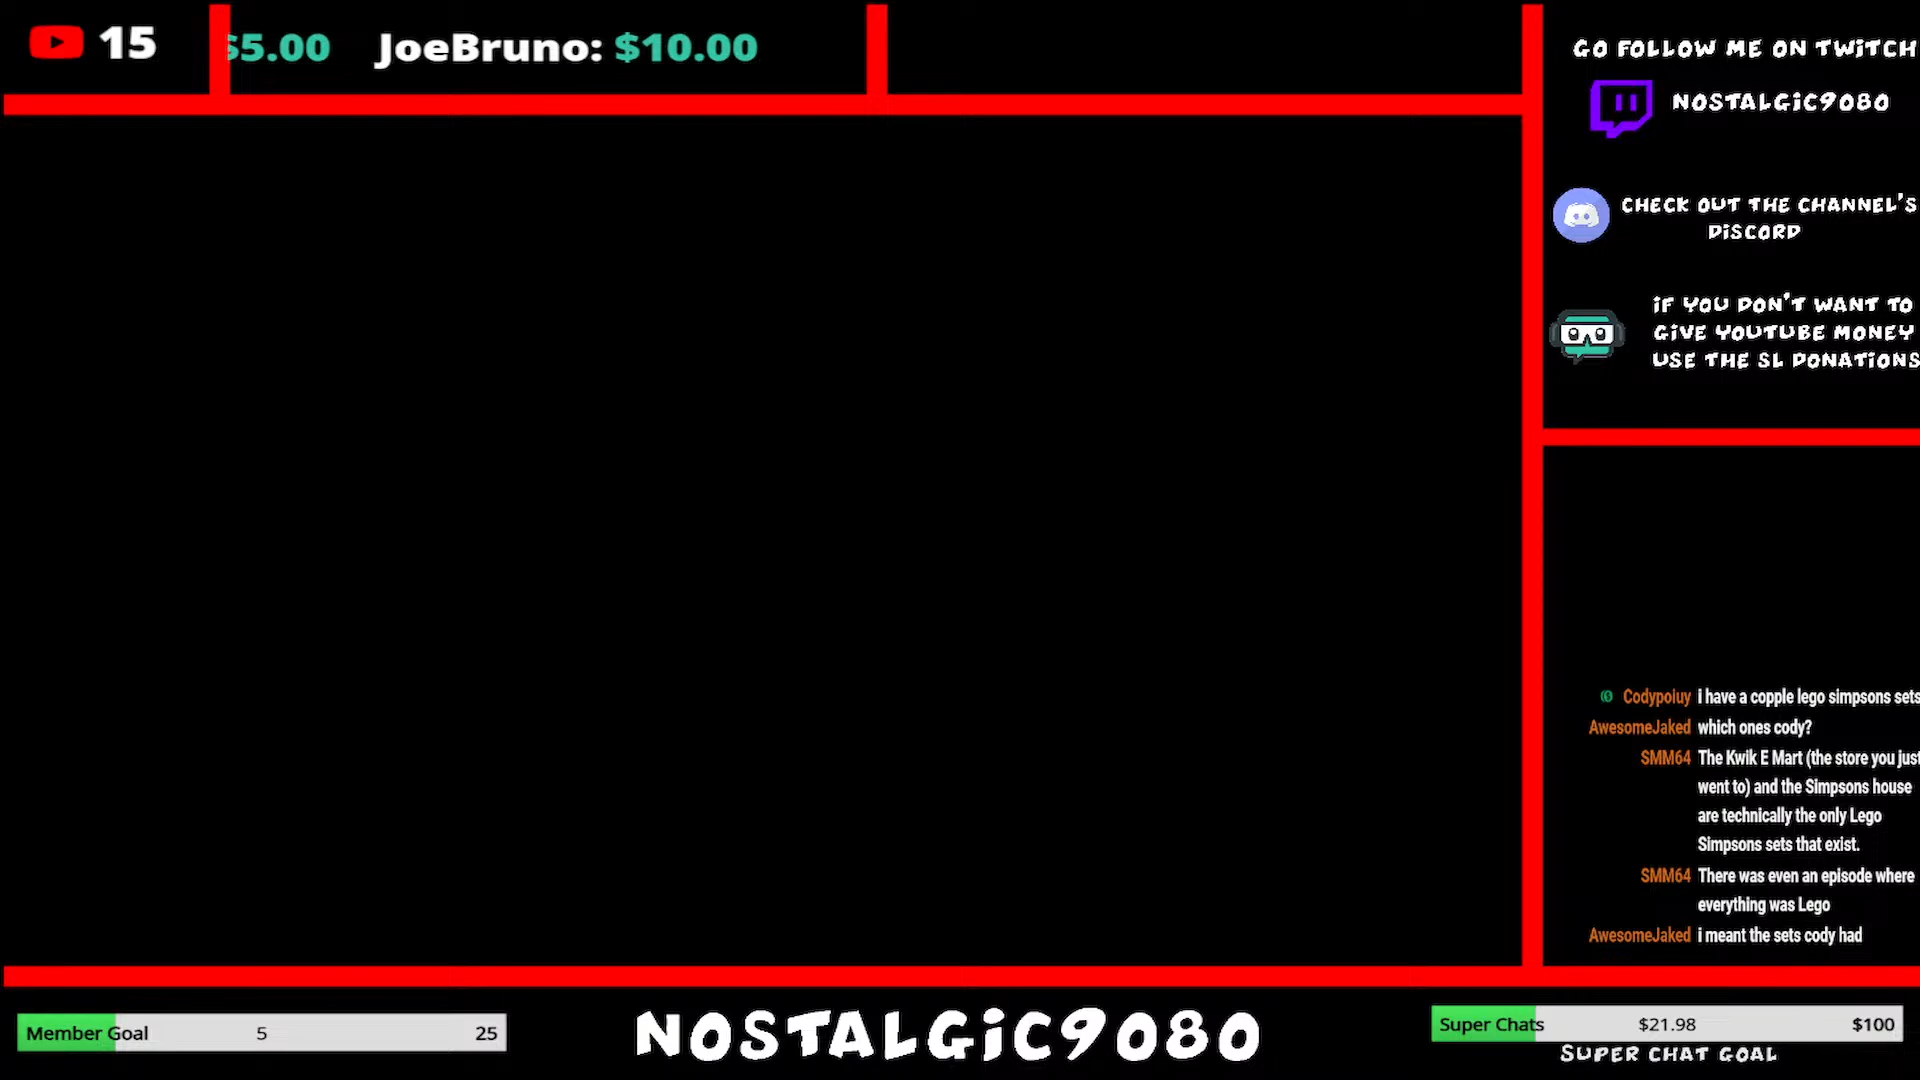 15
$5.00 JoeBruno: $10.00
GO FOLLOW ME ON TWITCH
NOSTALGIC9080
CHECK OUT THE CHANNEL'S
DISCORD
IF YOU DON'T WANT TO
GIVE YOUTUBE MONEY
USE THE SL DONATIONS
Codypoiuy i have a copple lego simpsons sets
AwesomeJaked which ones cody?
SMM64 The Kwik E Mart (the store you just
went to) and the Simpsons house
are technically the only Lego
Simpsons sets that exist.
SMM64 There was even an episode where
everything was Lego
AwesomeJaked i meant the sets cody had
Member Goal 5 25
NOSTALGIC9080
Super Chats $21.98 $100
SUPER CHAT GOAL